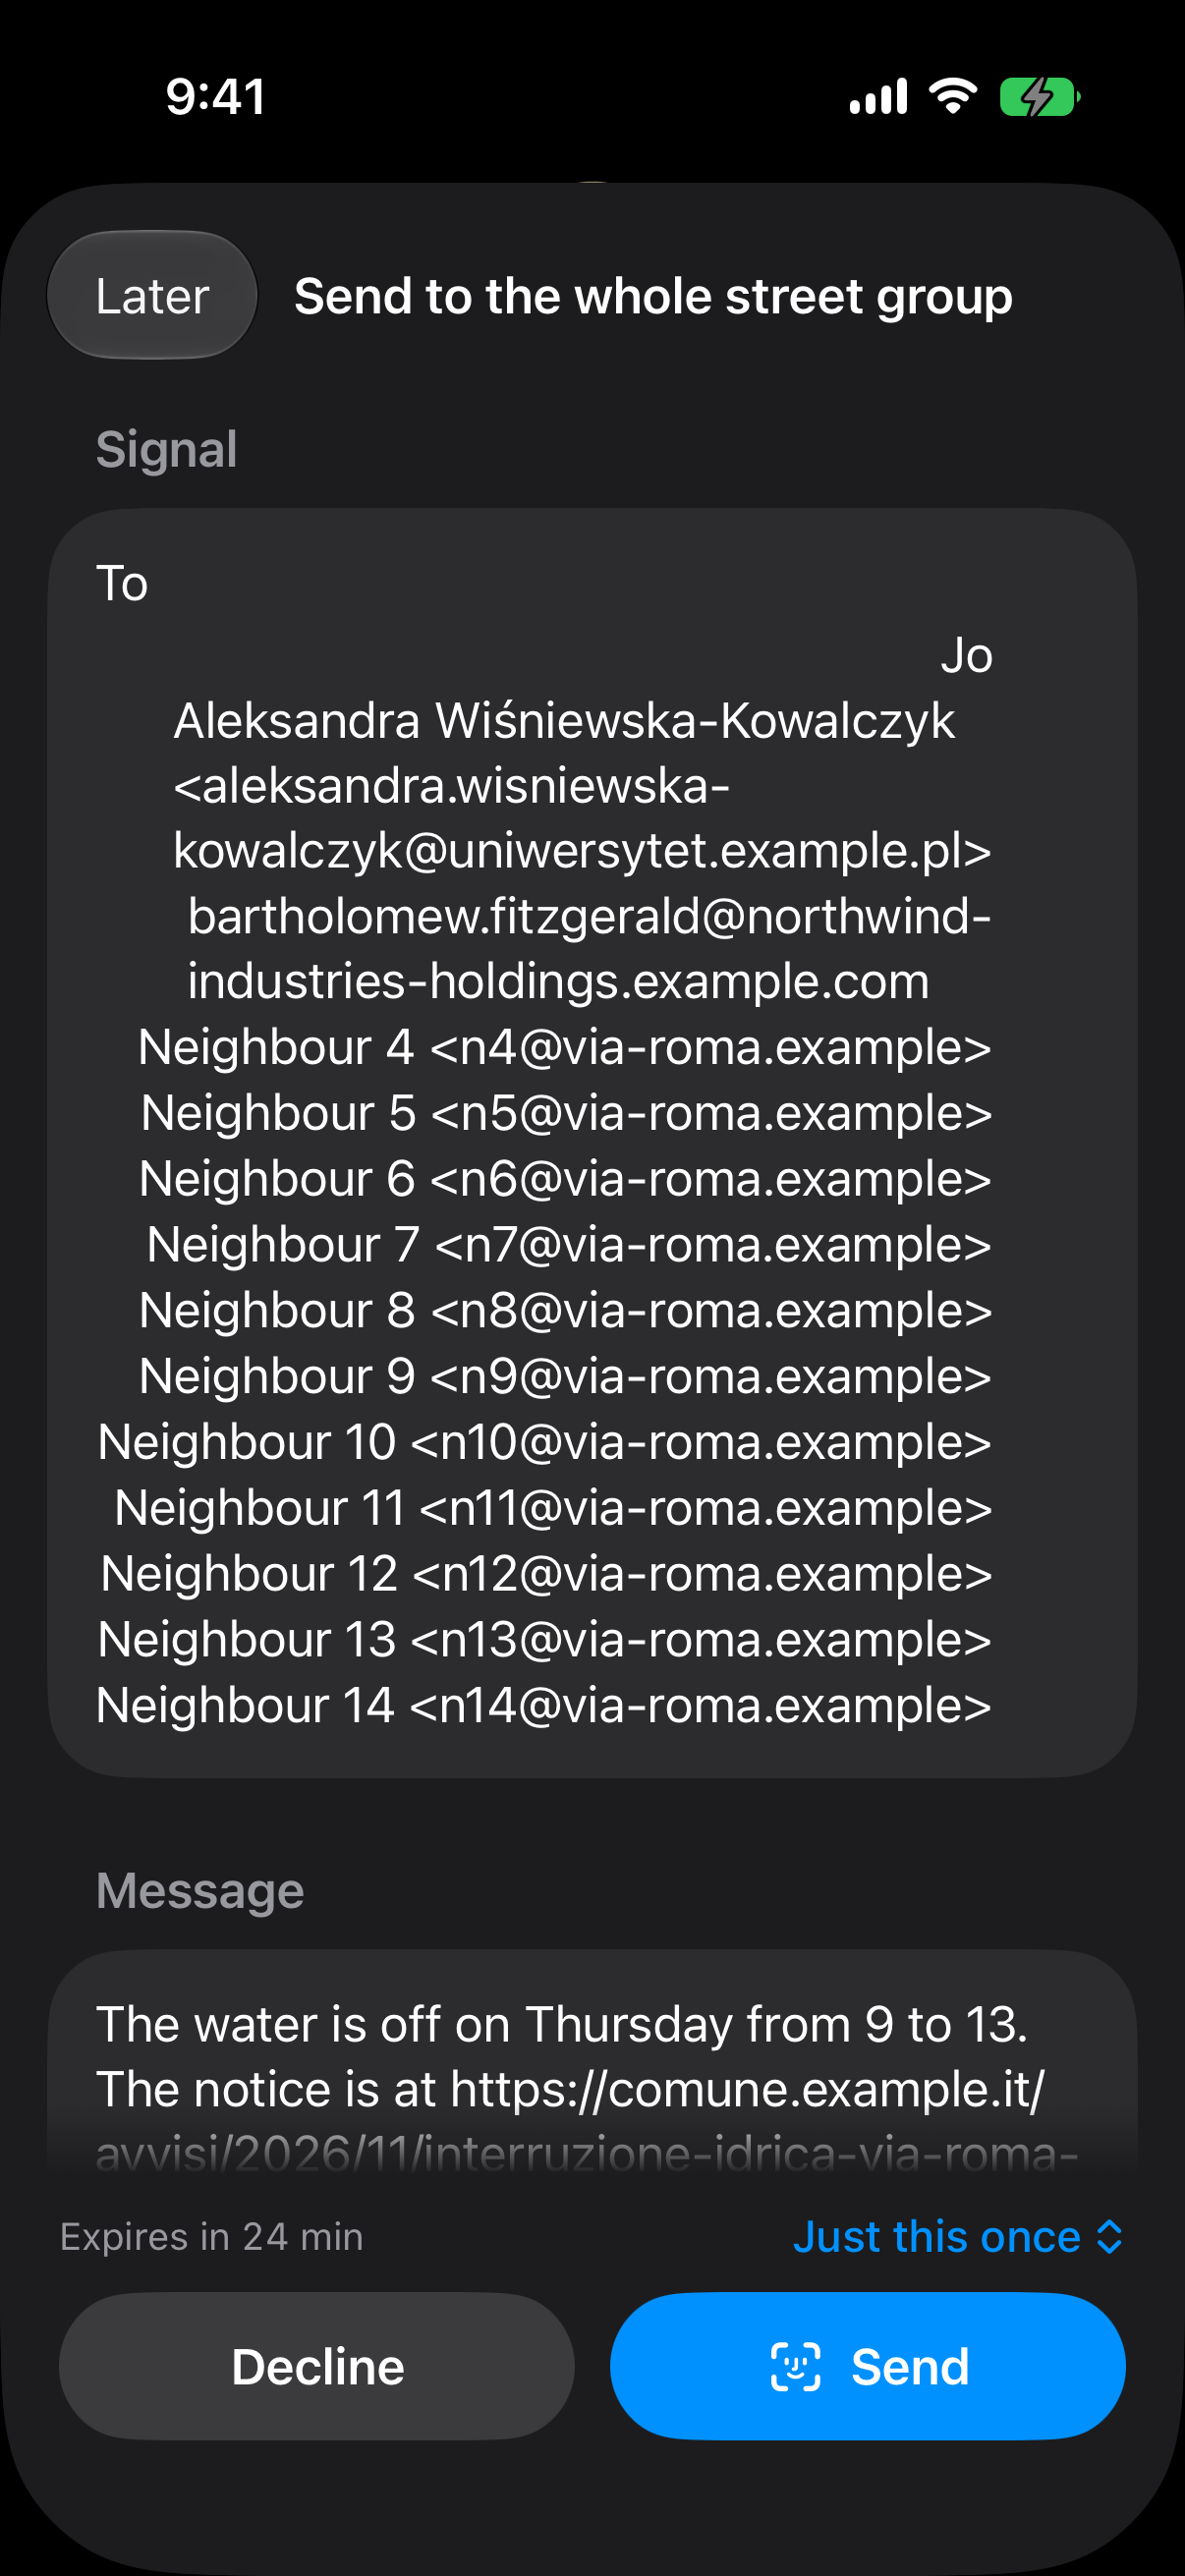 9:41
Later
Send to the whole street group
Signal
To
Jo
Aleksandra Wiśniewska-Kowalczyk
<aleksandra.wisniewska-
kowalczyk@uniwersytet.example.pl>
bartholomew.fitzgerald@northwind-
industries-holdings.example.com
Neighbour 4 <n4@via-roma.example>
Neighbour 5 <n5@via-roma.example>
Neighbour 6 <n6@via-roma.example>
Neighbour 7 <n7@via-roma.example>
Neighbour 8 <n8@via-roma.example>
Neighbour 9 <n9@via-roma.example>
Neighbour 10 <n10@via-roma.example>
Neighbour 11 <n11@via-roma.example>
Neighbour 12 <n12@via-roma.example>
Neighbour 13 <n13@via-roma.example>
Neighbour 14 <n14@via-roma.example>
Message
The water is off on Thursday from 9 to 13.
The notice is at https://comune.example.it/
avvisi/2026/11/interruzione-idrica-via-roma-
Expires in 24 min
Just this once
Decline
Send